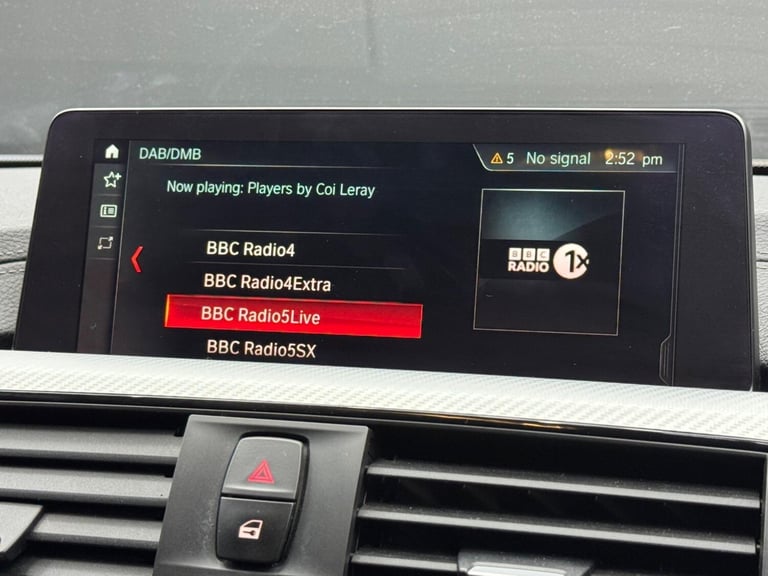 DAB/DMB
5 No signal 2:52 pm
Now playing: Players by Coi Leray
BBC Radio4
BBC Radio4Extra
BBC Radio5Live
BBC Radio5SX
BBC
RADIO 1x